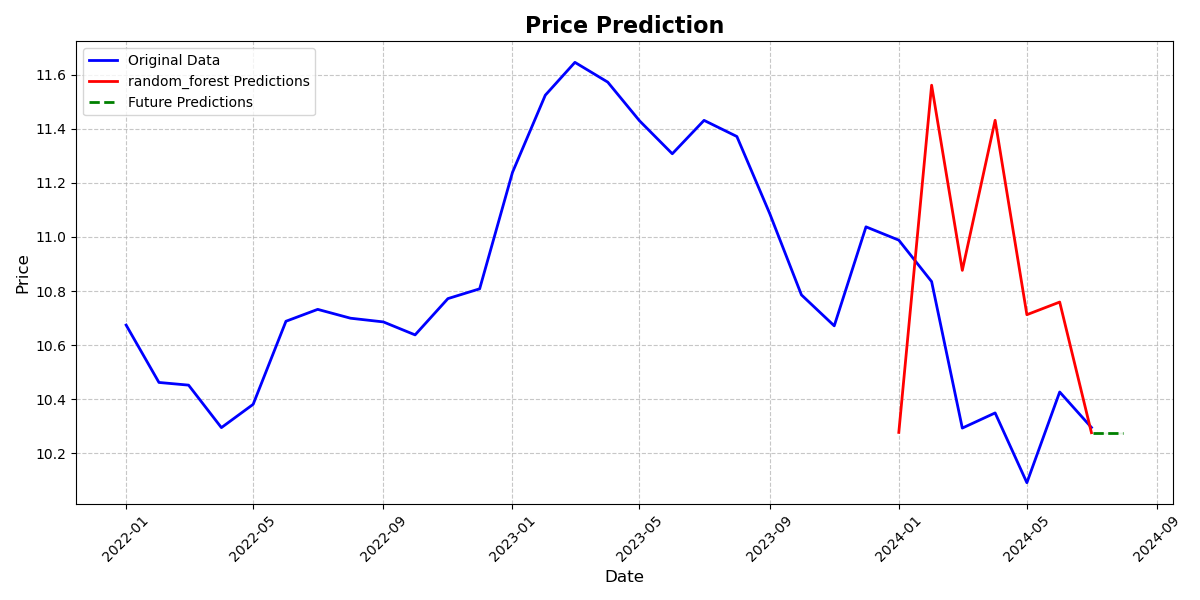 Price Prediction
Original Data
random_forest Predictions
Future Predictions
Price
11.6
11.4
11.2
11.0
10.8
10.6
10.4
10.2
2022-01
2022-05
2022-09
2023-01
2023-05
2023-09
2024-01
2024-05
2024-09
Date